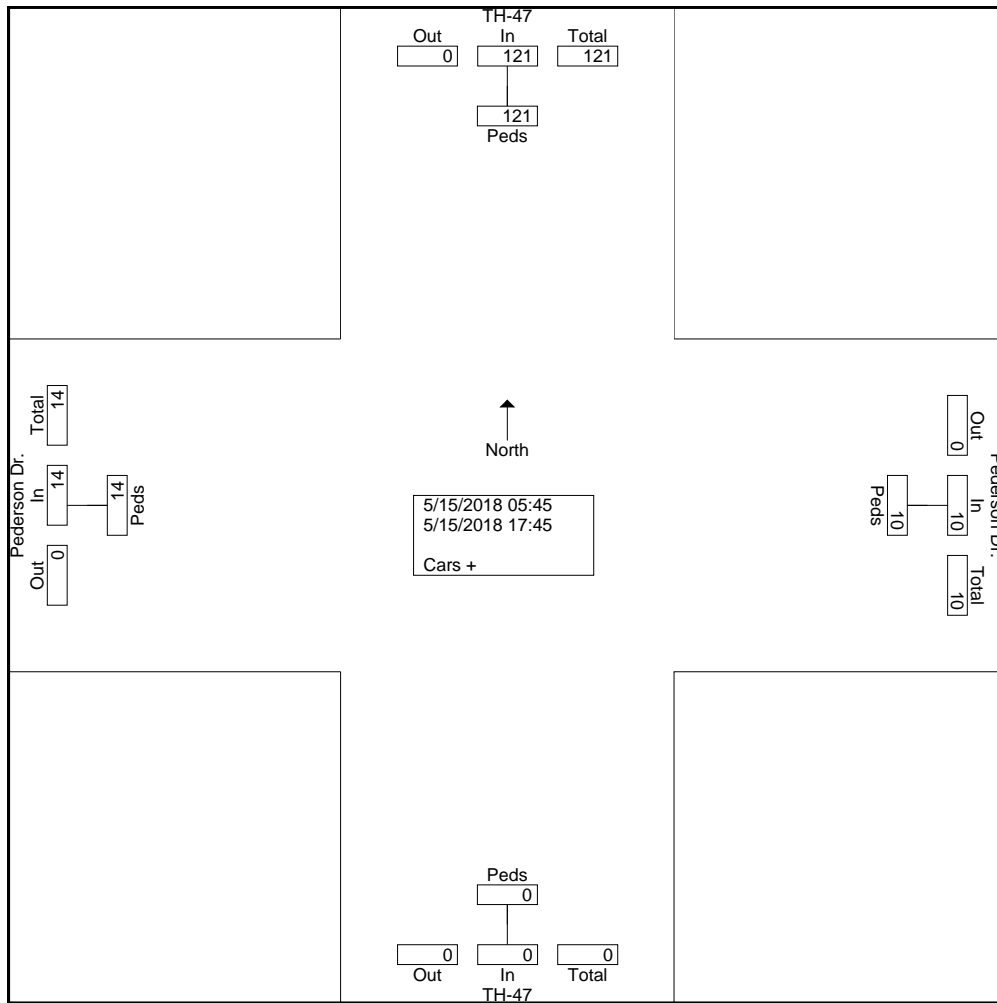 TH-47
Out In Total
0 121 121
121
Peds
Pederson Dr.
Out In Total
0 14 14
14
Peds
North
5/15/2018 05:45
5/15/2018 17:45
Cars +
Pederson Dr.
Out In Total
0 10 10
10
Peds
Peds
0
0 0 0
Out In Total
TH-47